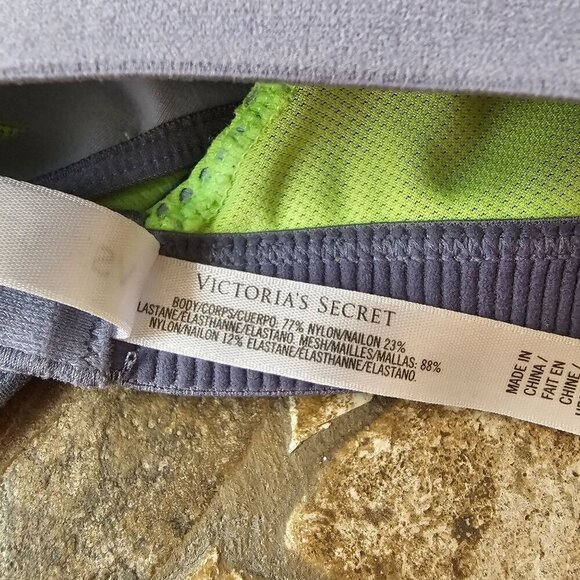 VICTORIA'S SECRET
BODY/CORPS/CUERPO: 77% NYLON/NAILON 23%
LASTANE/ELASTHANNE/ELASTANO. MESH/MAILLES/MALLAS: 88%
NYLON/NAILON 12% ELASTANE/ÉLASTHANNE/ELASTANO.
MADE IN
CHINA /
FAIT EN
CHINE /